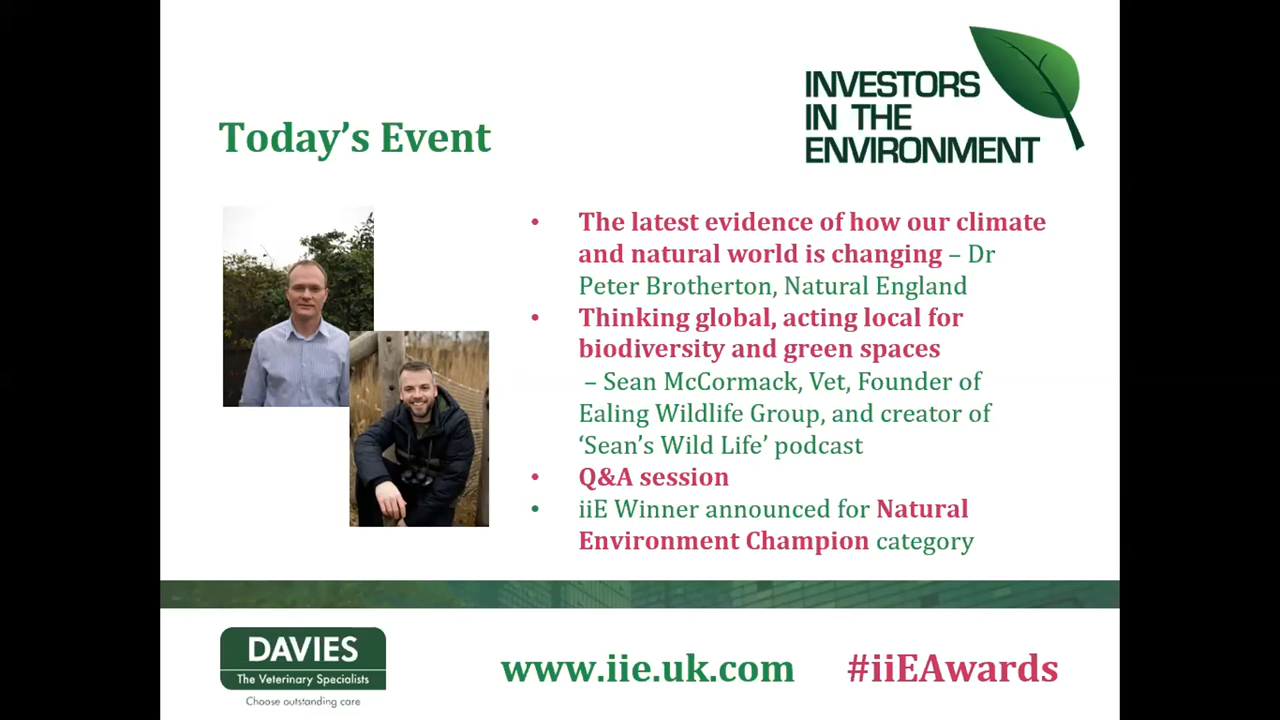 INVESTORS
IN THE
ENVIRONMENT
Today’s Event
• The latest evidence of how our climate
and natural world is changing – Dr
Peter Brotherton, Natural England
• Thinking global, acting local for
biodiversity and green spaces
– Sean McCormack, Vet, Founder of
Ealing Wildlife Group, and creator of
‘Sean’s Wild Life’ podcast
• Q&A session
• iiE Winner announced for Natural
Environment Champion category
DAVIES
The Veterinary Specialists
Choose outstanding care
www.iie.uk.com
#iiEAwards